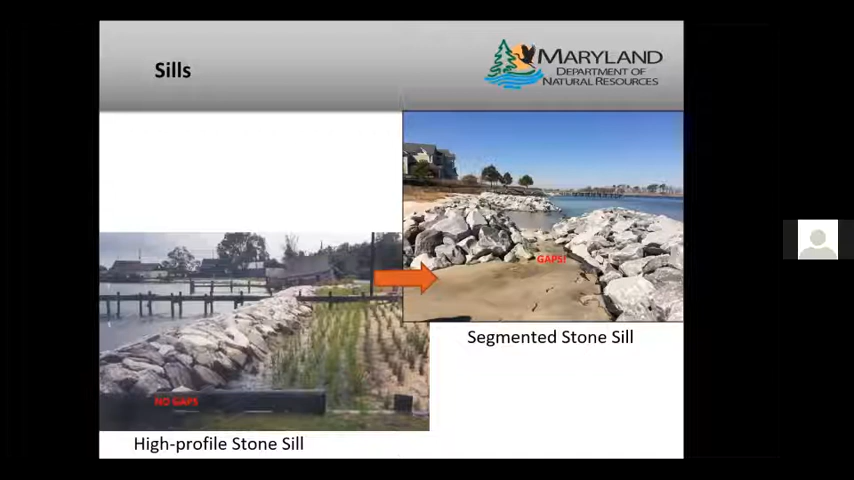 Sills
MARYLAND
DEPARTMENT OF
NATURAL RESOURCES
GAPS!
Segmented Stone Sill
NO GAPS
High-profile Stone Sill